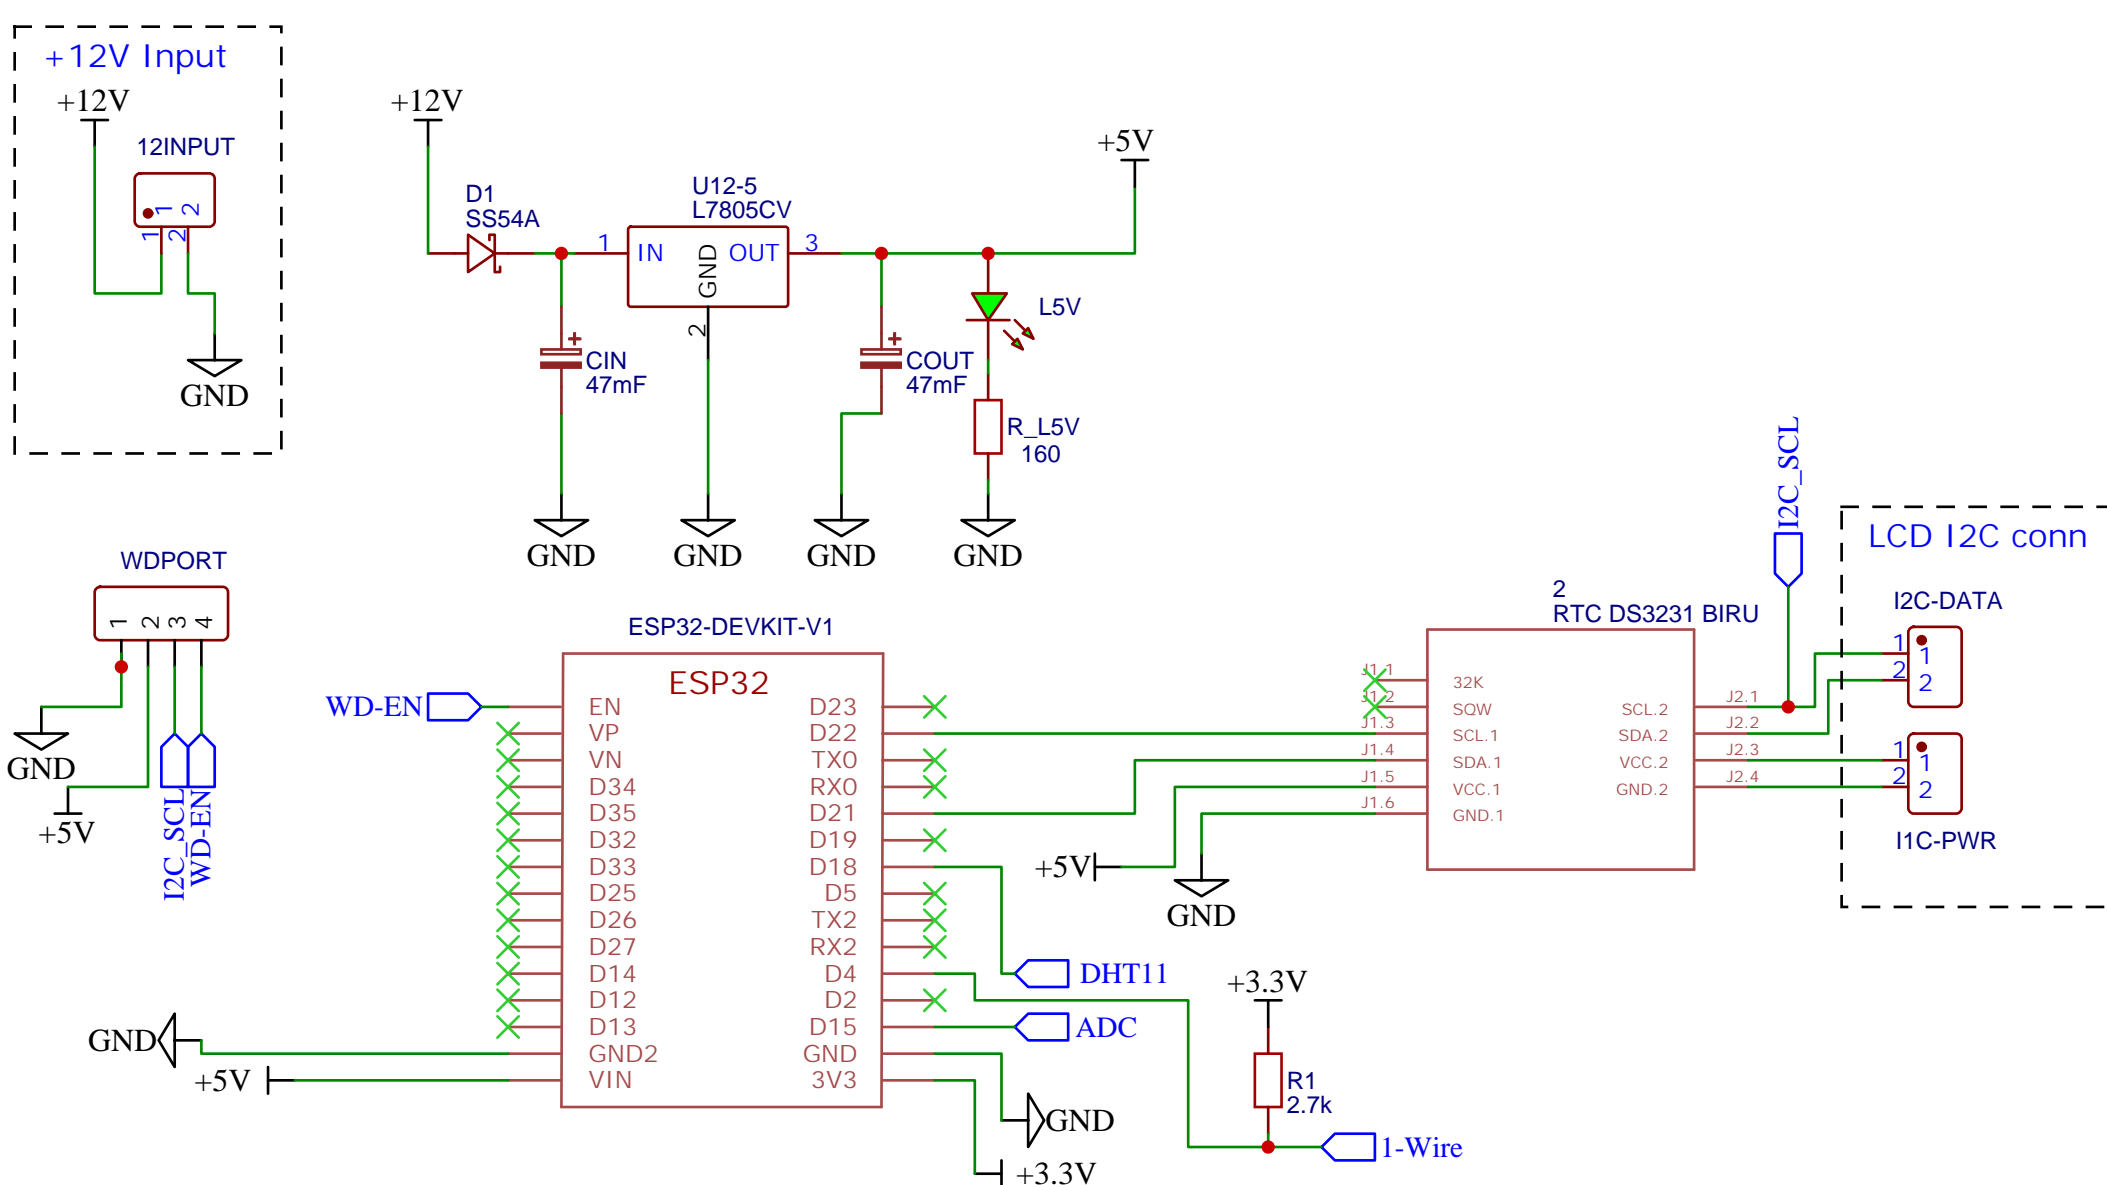 +12V Input
+12V
12INPUT
1 2
1 2
GND
+12V
D1
SS54A
U12-5
L7805CV
1 IN GND OUT 3
2
+5V
CIN
47mF
COUT
47mF
L5V
R_L5V
160
GND
GND
GND
GND
WDPORT
1 2 3 4
GND
+5V
I2C_SCL
WD-EN
ESP32-DEVKIT-V1
ESP32
WD-EN
EN D23
VP D22
VN TX0
D34 RX0
D35 D21
D32 D19
D33 D18
D25 D5
D26 TX2
D27 RX2
D14 D4
D12 D2
D13 D15
GND2 GND
VIN 3V3
GND
+5V
DHT11
ADC
GND
+3.3V
+3.3V
R1
2.7k
1-Wire
2
RTC DS3231 BIRU
J1.1 32K
J1.2 SQW
J1.3 SCL.1
J1.4 SDA.1
J1.5 VCC.1
J1.6 GND.1
SCL.2 J2.1
SDA.2 J2.2
VCC.2 J2.3
GND.2 J2.4
+5V
GND
I2C_SCL
LCD I2C conn
I2C-DATA
1 1
2 2
1 1
2 2
I1C-PWR